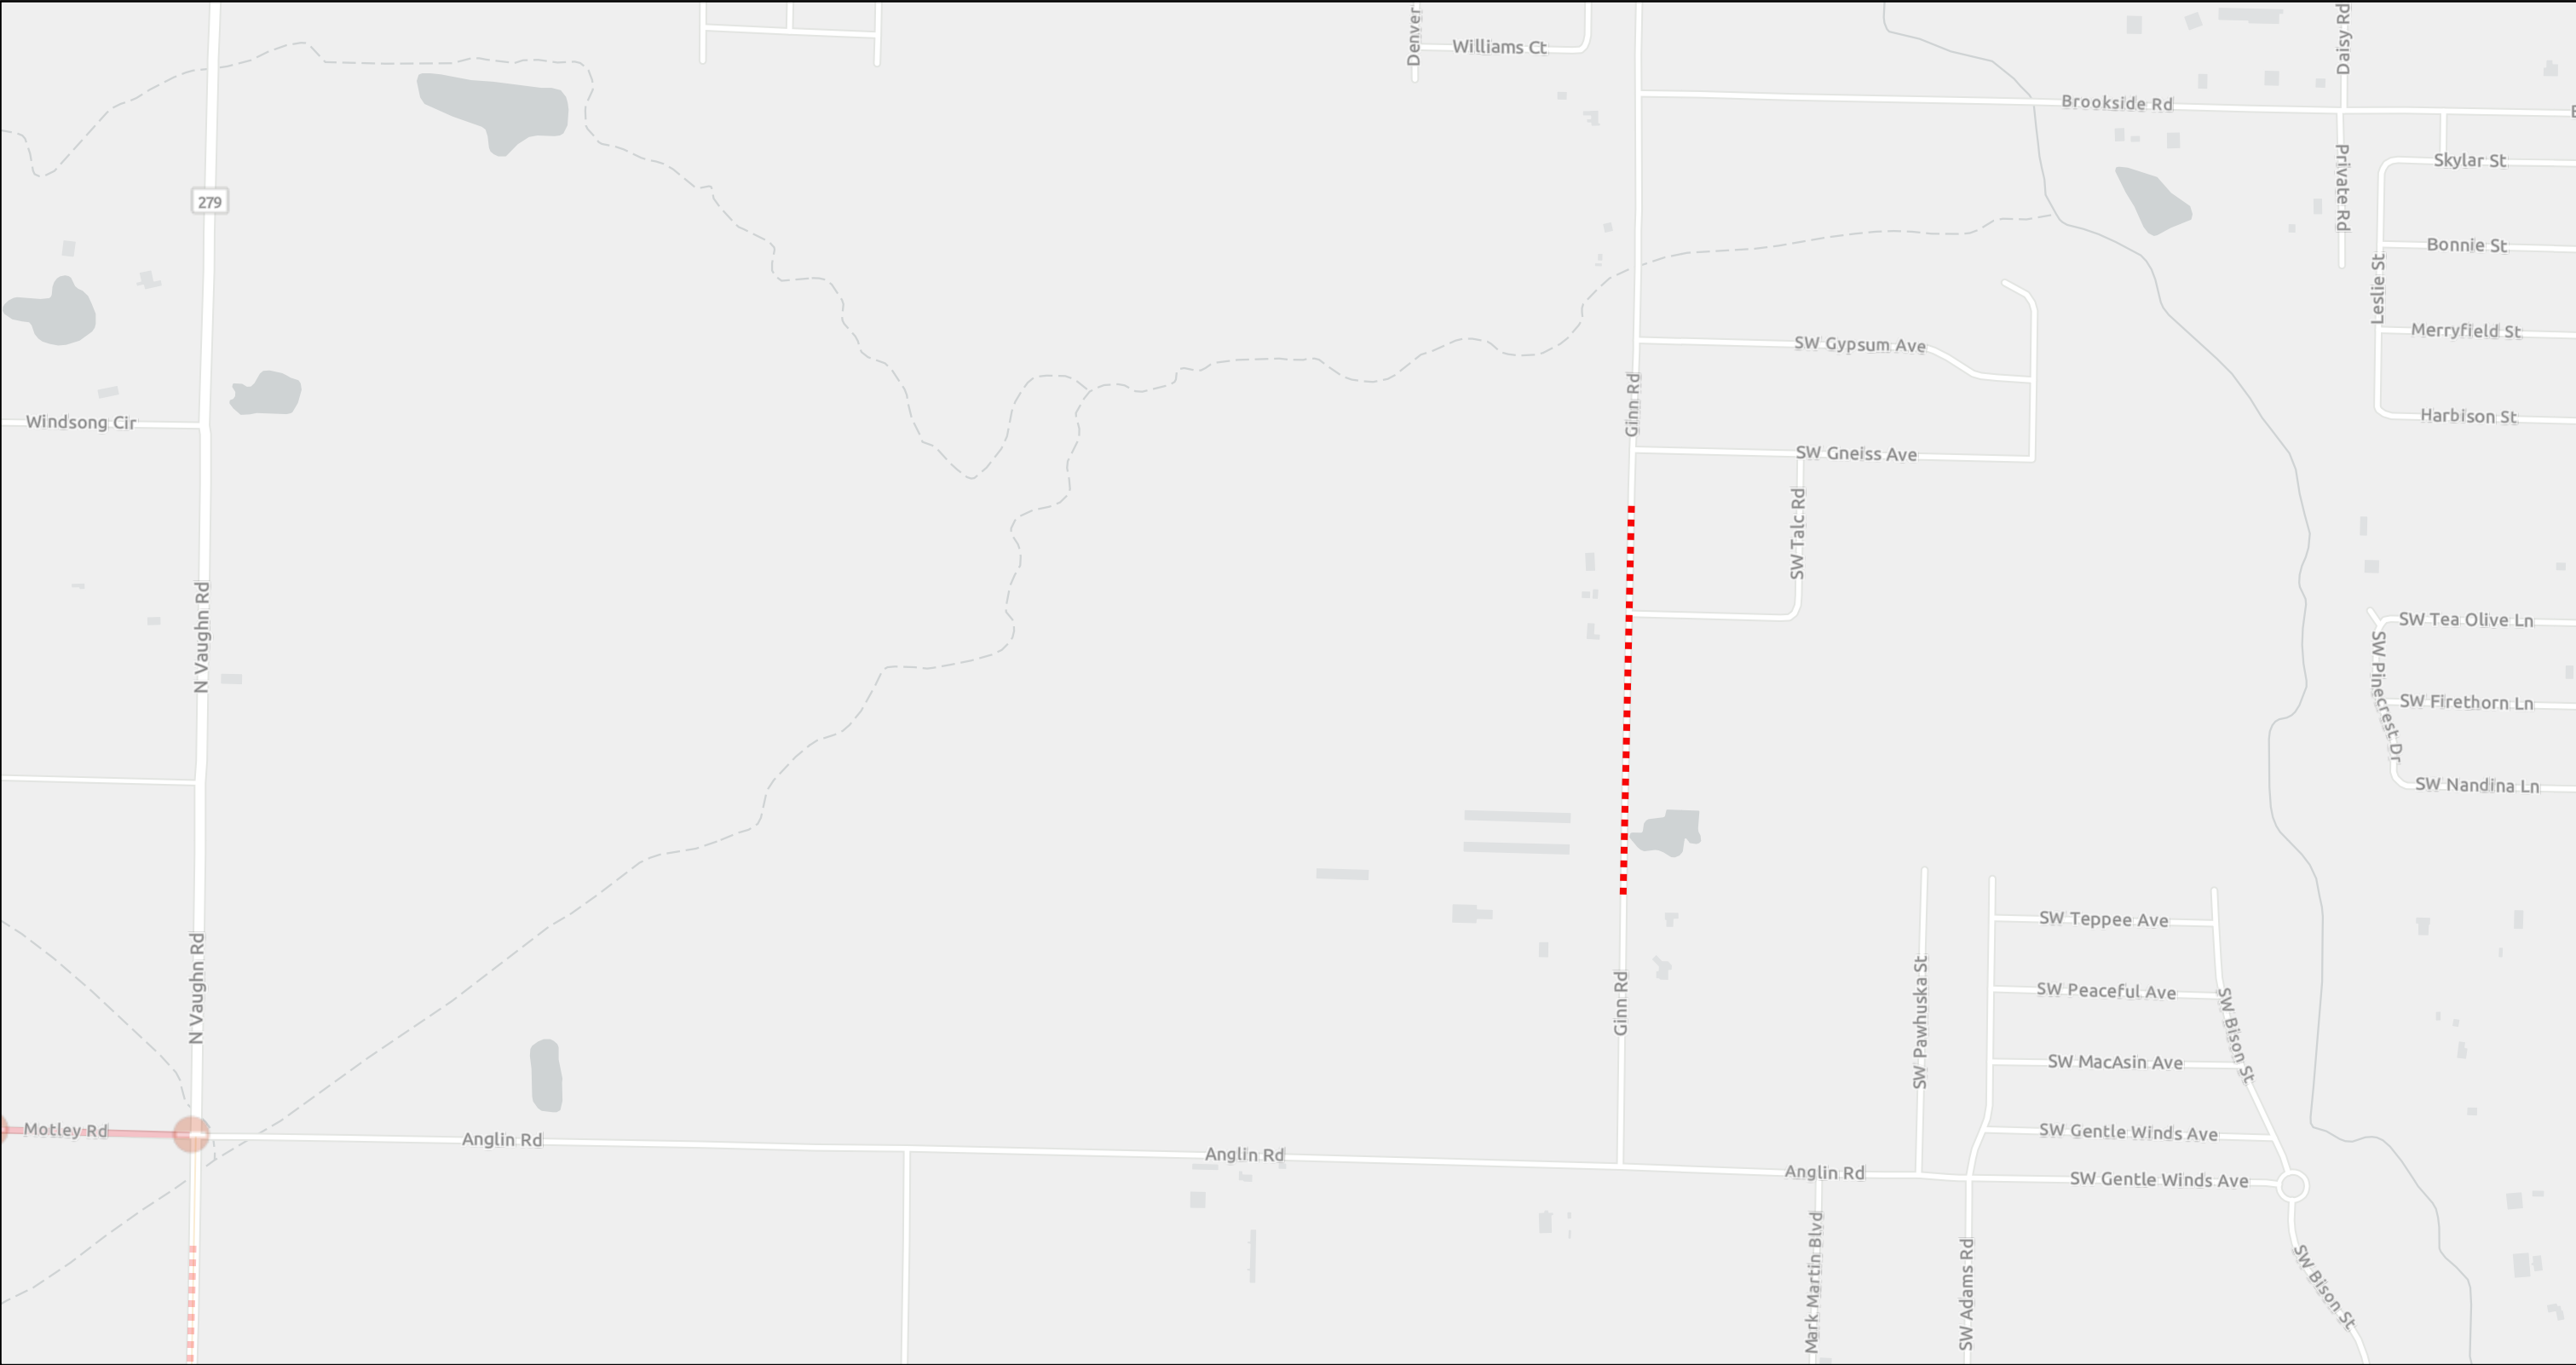 Denver
Williams Ct
Daisy Rd
Brookside Rd
Skylar St
Private Rd
279
Bonnie St
Leslie St
Merryfield St
SW Gypsum Ave
Ginn Rd
Harbison St
Windsong Cir
SW Gneiss Ave
SW Talc Rd
N Vaughn Rd
SW Tea Olive Ln
SW Pinecrest Dr
SW Firethorn Ln
SW Nandina Ln
SW Teppee Ave
N Vaughn Rd
Ginn Rd
SW Pawhuska St
SW Peaceful Ave
SW Bison St
SW MacAsin Ave
Motley Rd
Anglin Rd
Anglin Rd
SW Gentle Winds Ave
Anglin Rd
SW Gentle Winds Ave
Mark Martin Blvd
SW Adams Rd
SW Bison St